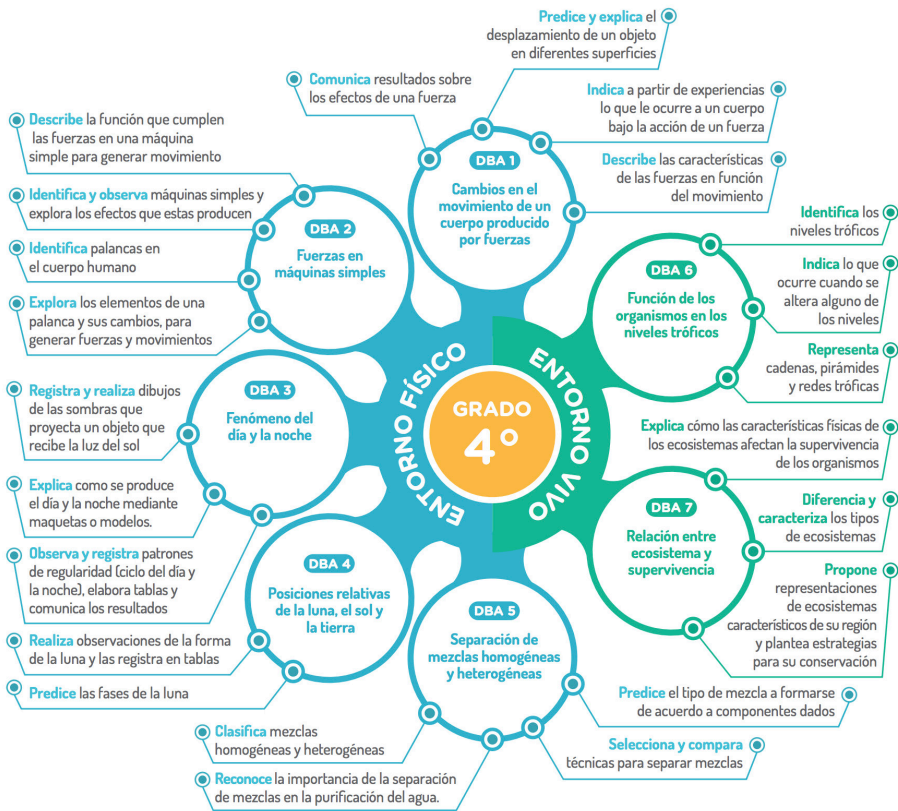 GRADO
4°
ENTORNO FÍSICO
ENTORNO VIVO
DBA 1
Cambios en el
movimiento de un
cuerpo producido
por fuerzas
Comunica resultados sobre
los efectos de una fuerza
Predice y explica el
desplazamiento de un objeto
en diferentes superficies
Indica a partir de experiencias
lo que le ocurre a un cuerpo
bajo la acción de un fuerza
Describe las características
de las fuerzas en función
del movimiento
DBA 2
Fuerzas en
máquinas simples
Describe la función que cumplen
las fuerzas en una máquina
simple para generar movimiento
Identifica y observa máquinas simples y
explora los efectos que estas producen
Identifica palancas en
el cuerpo humano
Explora los elementos de una
palanca y sus cambios, para
generar fuerzas y movimientos
DBA 3
Fenómeno del
día y la noche
Registra y realiza dibujos
de las sombras que
proyecta un objeto que
recibe la luz del sol
Explica como se produce
el día y la noche mediante
maquetas o modelos.
Observa y registra patrones
de regularidad (ciclo del día y
la noche), elabora tablas y
comunica los resultados
DBA 4
Posiciones relativas
de la luna, el sol y
la tierra
Realiza observaciones de la forma
de la luna y las registra en tablas
Predice las fases de la luna
DBA 5
Separación de
mezclas homogéneas
y heterogéneas
Clasifica mezclas
homogéneas y heterogéneas
Reconoce la importancia de la separación
de mezclas en la purificación del agua.
Selecciona y compara
técnicas para separar mezclas
Predice el tipo de mezcla a formarse
de acuerdo a componentes dados
DBA 6
Función de los
organismos en los
niveles tróficos
Identifica los
niveles tróficos
Indica lo que
ocurre cuando se
altera alguno de
los niveles
Representa
cadenas, pirámides
y redes tróficas
DBA 7
Relación entre
ecosistema y
supervivencia
Explica cómo las características físicas de
los ecosistemas afectan la supervivencia
de los organismos
Diferencia y
caracteriza los tipos
de ecosistemas
Propone
representaciones
de ecosistemas
característicos de su región
y plantea estrategias
para su conservación